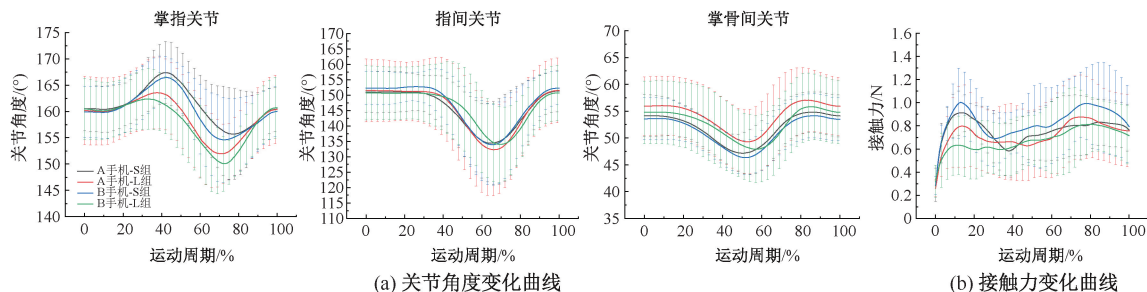 掌指关节
关节角度/(°)
175
170
165
160
155
150
145
140
A手机-S组
A手机-L组
B手机-S组
B手机-L组
0 20 40 60 80 100
运动周期/%
指间关节
关节角度/(°)
170
160
150
140
135
130
125
120
115
110
0 20 40 60 80 100
运动周期/%
掌骨间关节
关节角度/(°)
70
65
60
55
50
45
40
35
0 20 40 60 80 100
运动周期/%
(a) 关节角度变化曲线
接触力/N
1.6
1.4
1.2
1.0
0.8
0.6
0.4
0.2
0
0 20 40 60 80 100
运动周期/%
(b) 接触力变化曲线